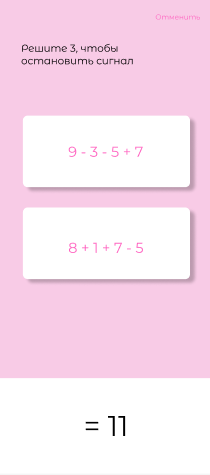 Отменить
Решите 3, чтобы
остановить сигнал
9 - 3 - 5 + 7
8 + 1 + 7 - 5
= 11